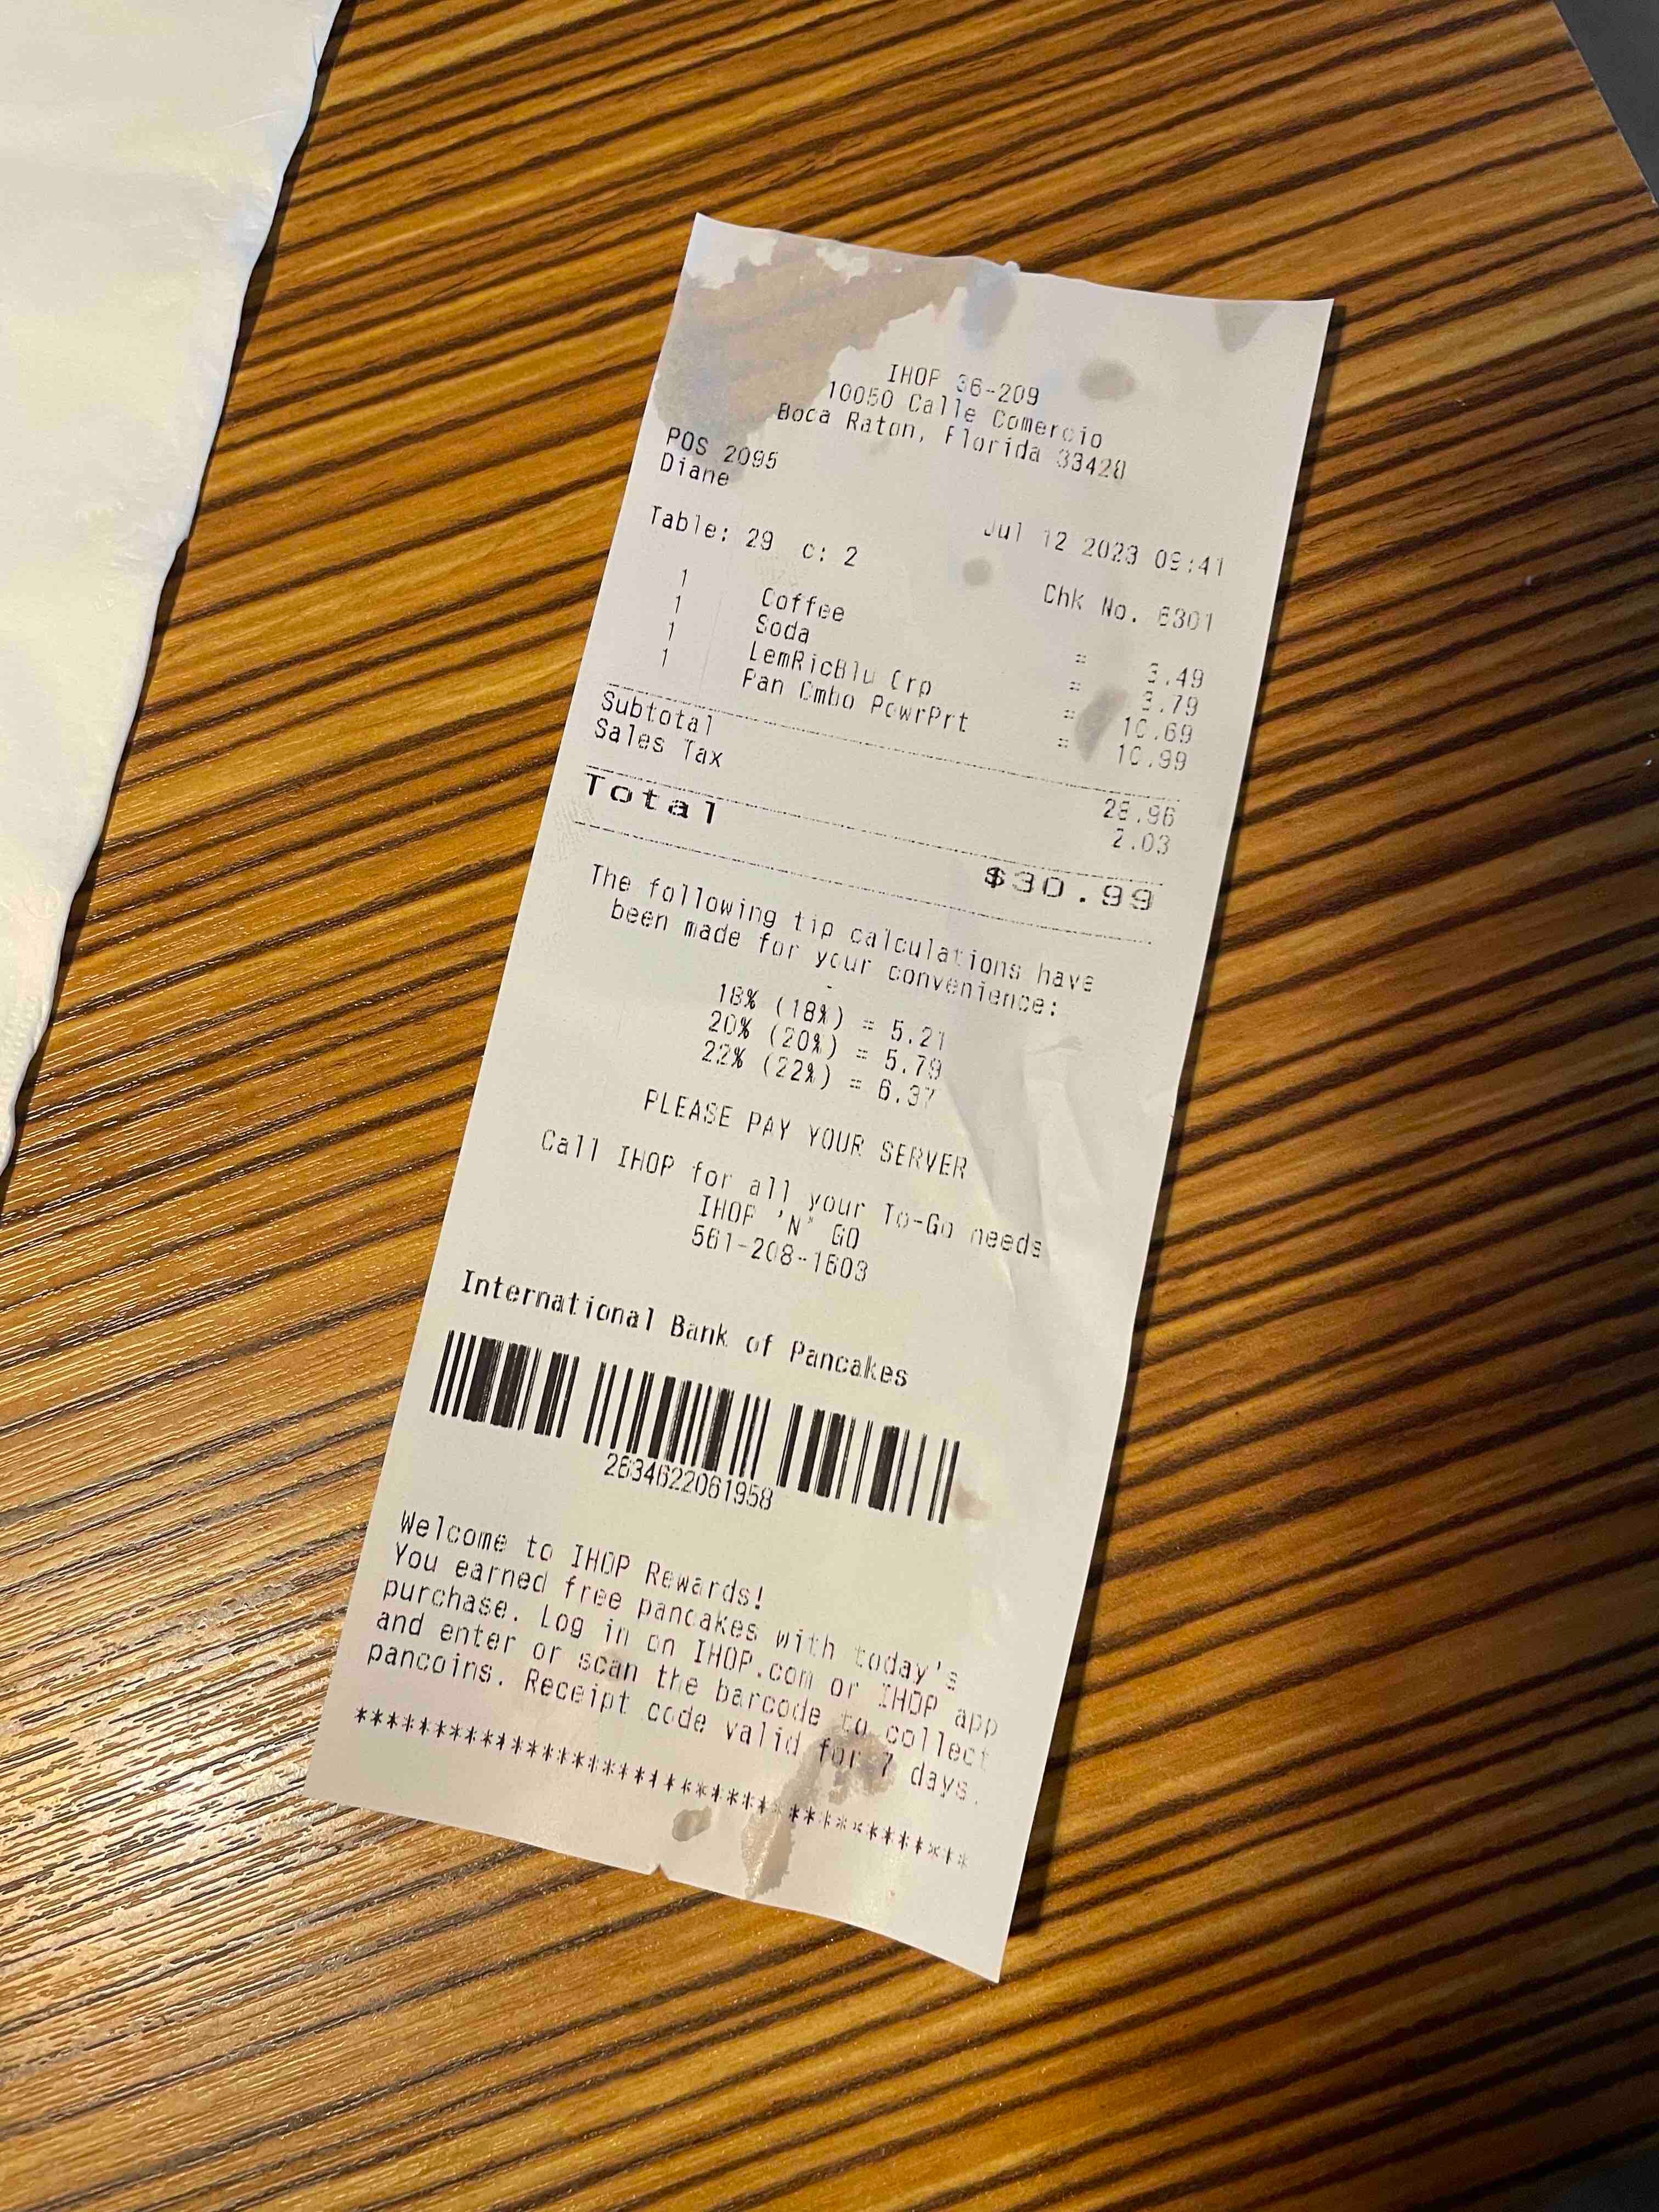 IHOP 36-209
10050 Calle Comercio
Boca Raton, Florida 33428
POS 2095
Diane
Jul 12 2023 09:41
Table: 29 c: 2
Chk No. 6301
1 Coffee = 3.49
1 Soda = 3.79
1 LemRicBlu Crp = 10.69
1 Pan Cmbo PowrPrt = 10.99
Subtotal 28.96
Sales Tax 2.03
Total $30.99
The following tip calculations have
been made for your convenience:
-
18% (18%) = 5.21
20% (20%) = 5.79
22% (22%) = 6.37
PLEASE PAY YOUR SERVER
Call IHOP for all your To-Go needs
IHOP 'N' GO
561-208-1603
International Bank of Pancakes
2634622061958
Welcome to IHOP Rewards!
You earned free pancakes with today's
purchase. Log in on IHOP.com or IHOP app
and enter or scan the barcode to collect
pancoins. Receipt code valid for 7 days.
****************************************